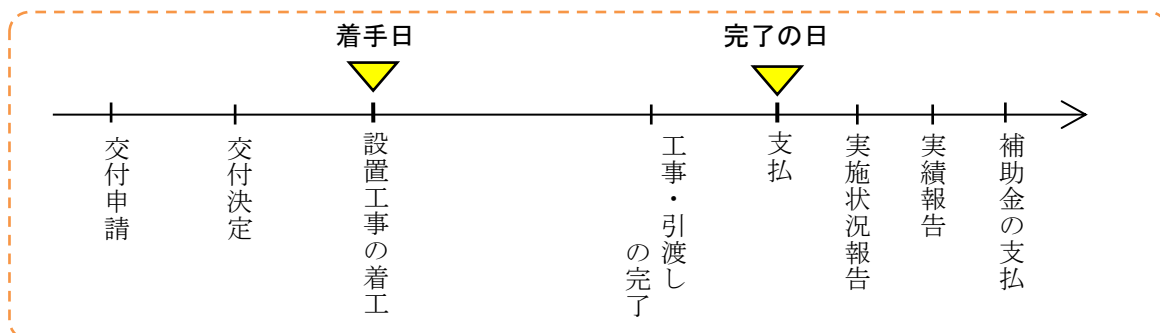 着手日
完了の日
交付申請
交付決定
設置工事の着工
工事・引渡し
の完了
支払
実施状況報告
実績報告
補助金の支払